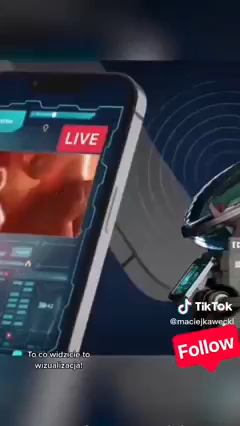 LIVE
TikTok
@maciejkawecki
Follow
To co widzicie to
wizualizacja!